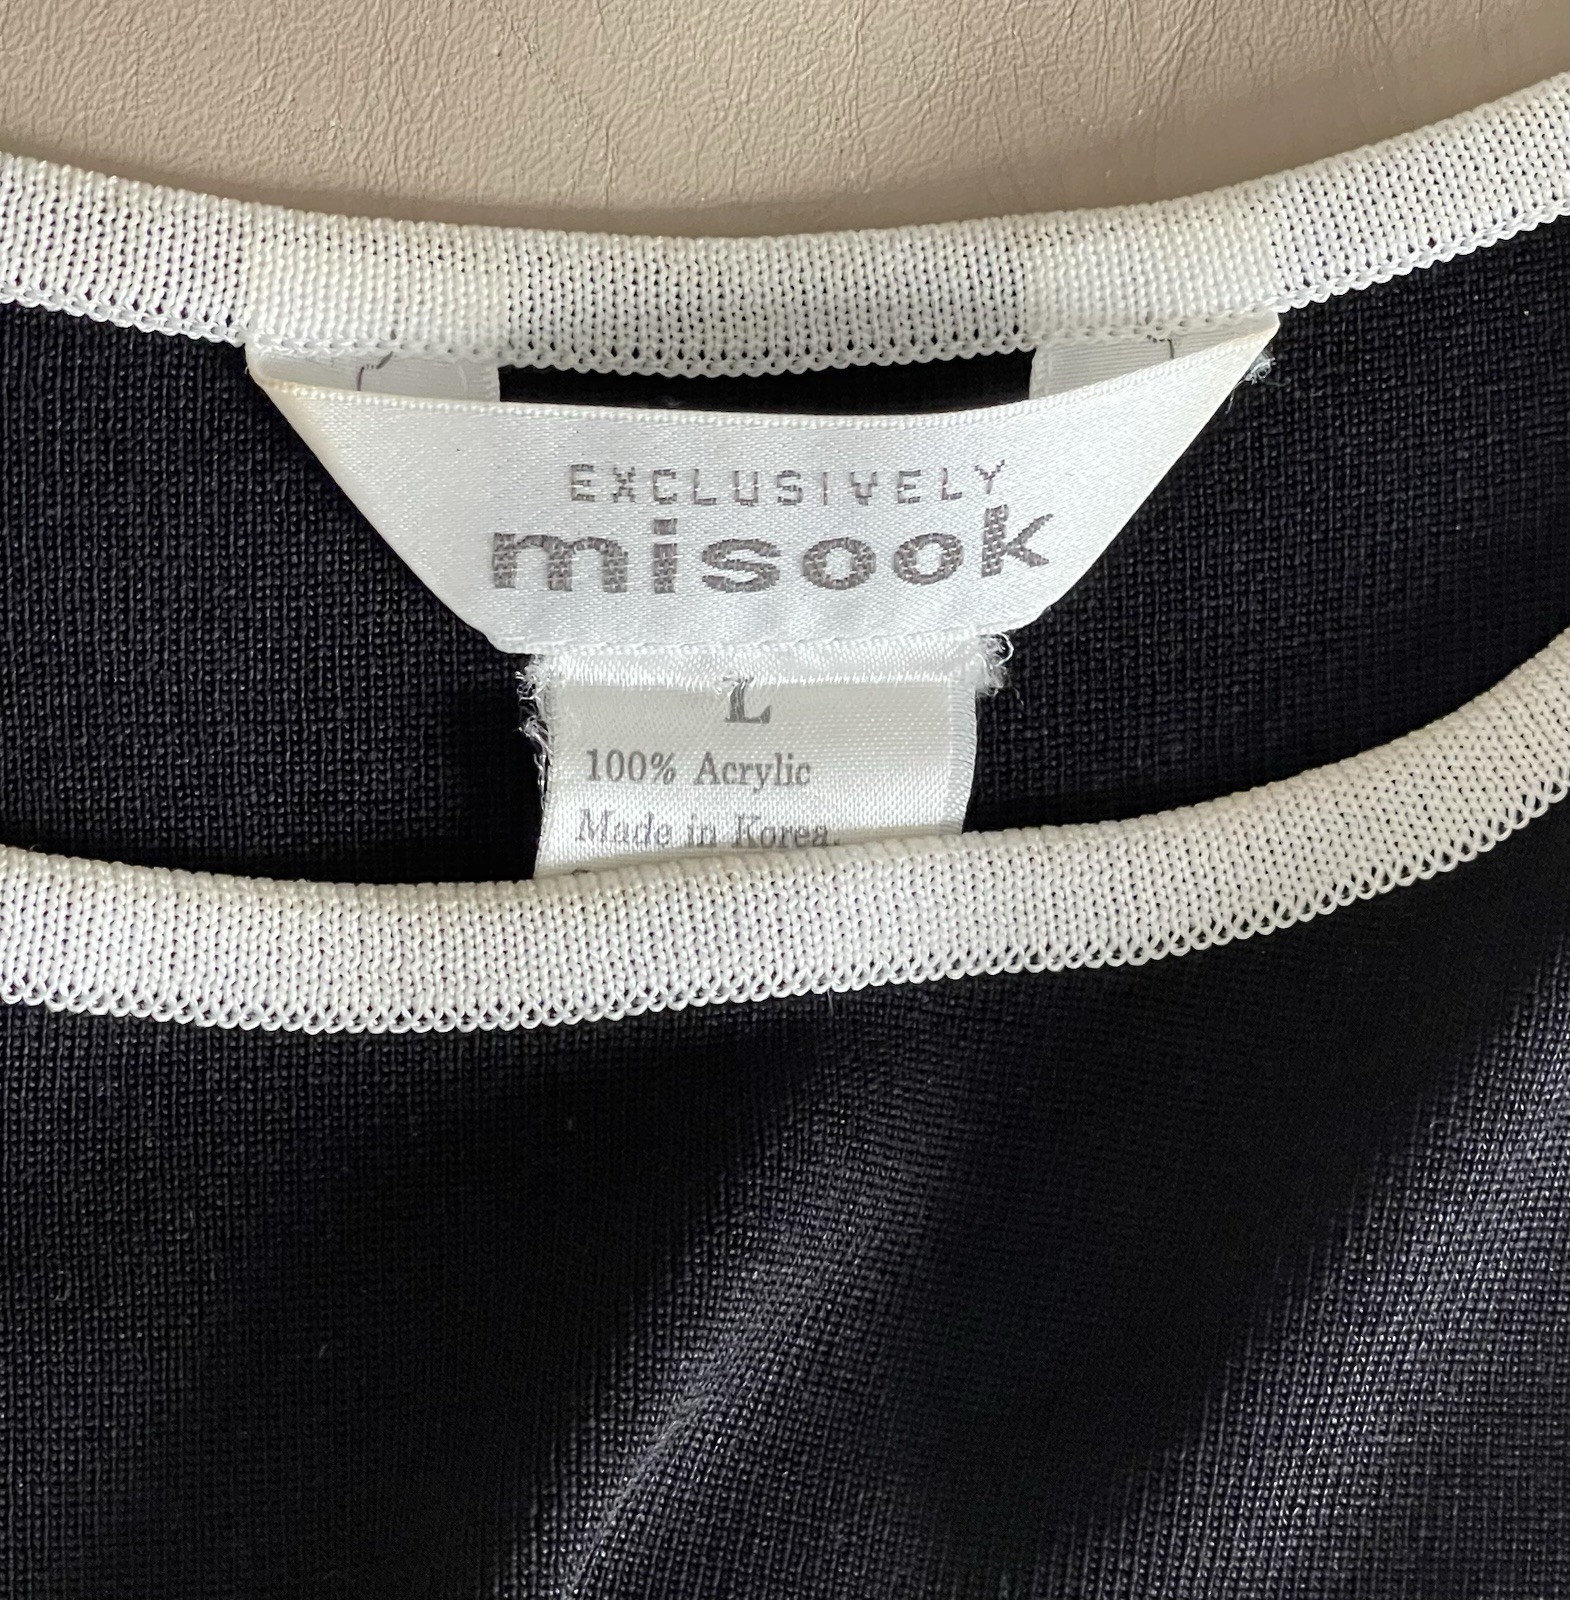 EXCLUSIVELY
misook
L
100% Acrylic
Made in Korea.